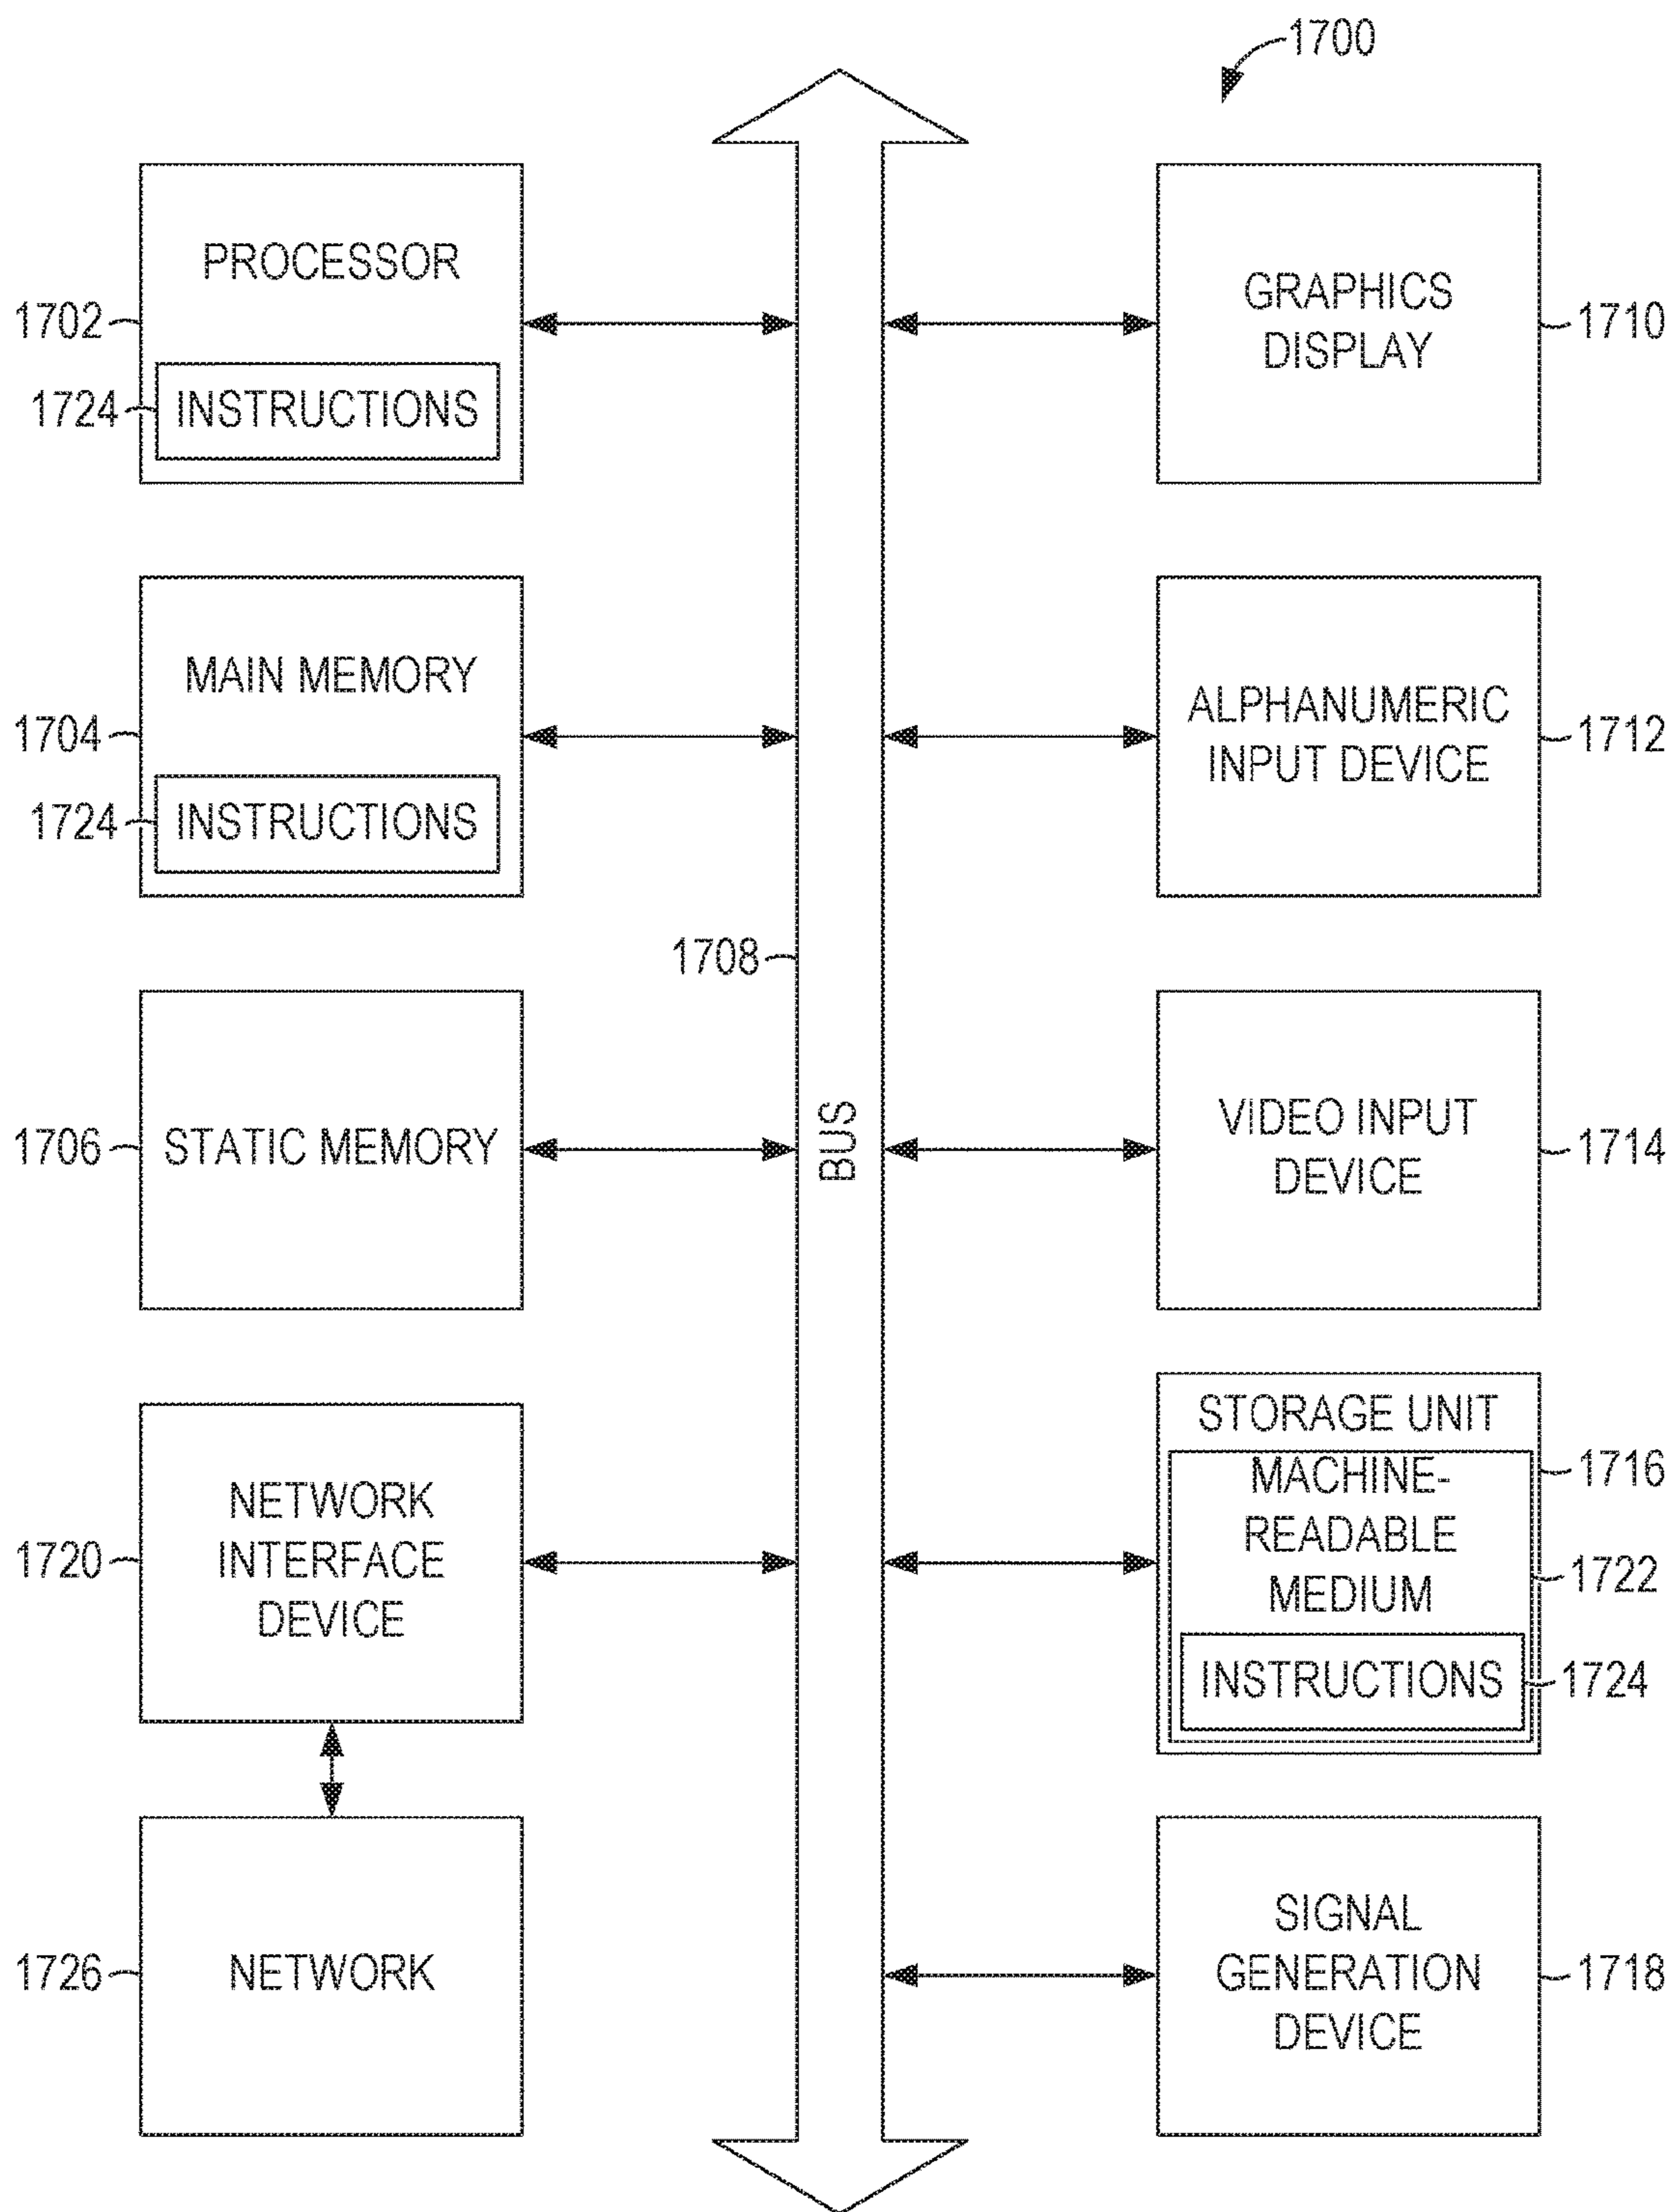 1700
PROCESSOR
1702
1724
INSTRUCTIONS
MAIN MEMORY
1704
1724
INSTRUCTIONS
1708
1706
STATIC MEMORY
BUS
1720
NETWORK
INTERFACE
DEVICE
1726
NETWORK
GRAPHICS
DISPLAY
1710
ALPHANUMERIC
INPUT DEVICE
1712
VIDEO INPUT
DEVICE
1714
STORAGE UNIT
1716
MACHINE-
READABLE
MEDIUM
1722
INSTRUCTIONS
1724
SIGNAL
GENERATION
DEVICE
1718